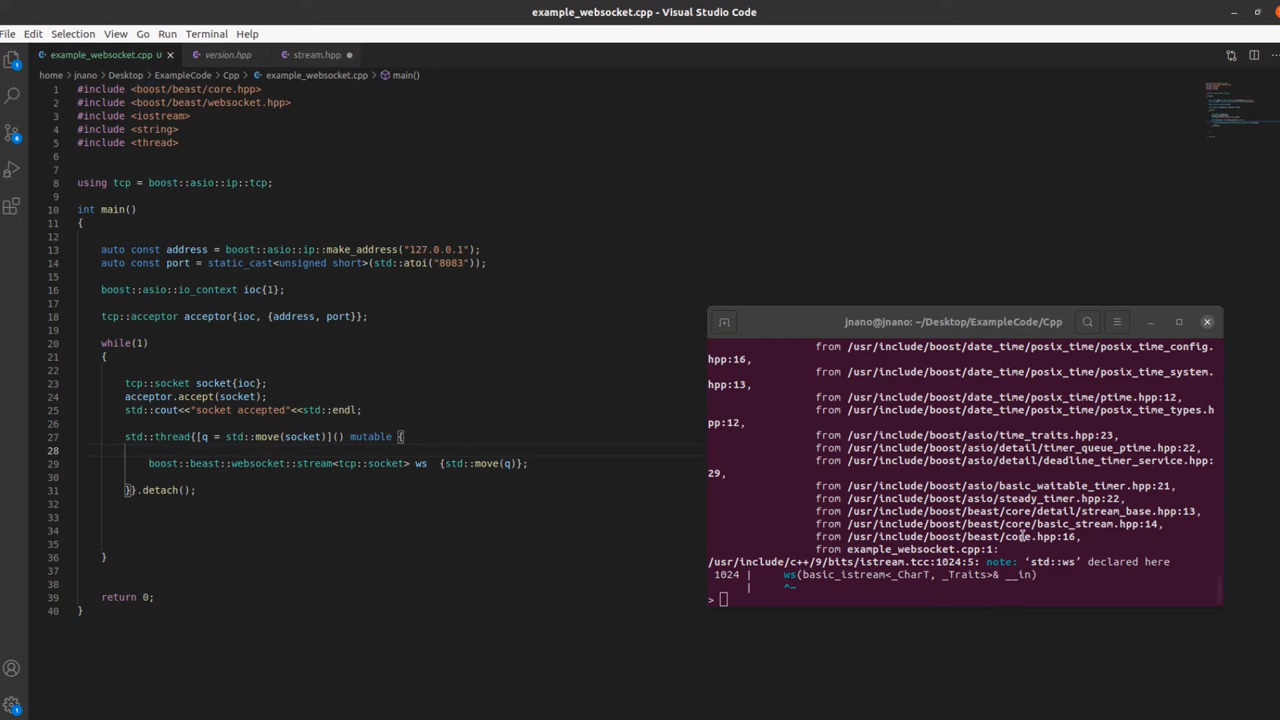 example_websocket.cpp - Visual Studio Code
File Edit Selection View Go Run Terminal Help
example_websocket.cpp U version.hpp stream.hpp
home > jnano > Desktop > ExampleCode > Cpp > example_websocket.cpp > main()
1 #include <boost/beast/core.hpp>
2 #include <boost/beast/websocket.hpp>
3 #include <iostream>
4 #include <string>
5 #include <thread>
6
7
8 using tcp = boost::asio::ip::tcp;
9
10 int main()
11 {
12
13 auto const address = boost::asio::ip::make_address("127.0.0.1");
14 auto const port = static_cast<unsigned short>(std::atoi("8083"));
15
16 boost::asio::io_context ioc{1};
17
18 tcp::acceptor acceptor{ioc, {address, port}};
19
20 while(1)
21 {
22
23 tcp::socket socket{ioc};
24 acceptor.accept(socket);
25 std::cout<<"socket accepted"<<std::endl;
26
27 std::thread{[q = std::move(socket)]() mutable {
28
29 boost::beast::websocket::stream<tcp::socket> ws {std::move(q)};
30
31 }}.detach();
32
33
34
35
36 }
37
38
39 return 0;
40 }
jnano@jnano: ~/Desktop/ExampleCode/Cpp
from /usr/include/boost/date_time/posix_time/posix_time_config.
hpp:16,
from /usr/include/boost/date_time/posix_time/posix_time_system.
hpp:13,
from /usr/include/boost/date_time/posix_time/ptime.hpp:12,
from /usr/include/boost/date_time/posix_time/posix_time_types.h
pp:12,
from /usr/include/boost/asio/time_traits.hpp:23,
from /usr/include/boost/asio/detail/timer_queue_ptime.hpp:22,
from /usr/include/boost/asio/detail/deadline_timer_service.hpp:
29,
from /usr/include/boost/asio/basic_waitable_timer.hpp:21,
from /usr/include/boost/asio/steady_timer.hpp:22,
from /usr/include/boost/beast/core/detail/stream_base.hpp:13,
from /usr/include/boost/beast/core/basic_stream.hpp:14,
from /usr/include/boost/beast/core.hpp:16,
from example_websocket.cpp:1:
/usr/include/c++/9/bits/istream.tcc:1024:5: note: ‘std::ws’ declared here
1024 | ws(basic_istream<_CharT, _Traits>& __in)
| ^~
>